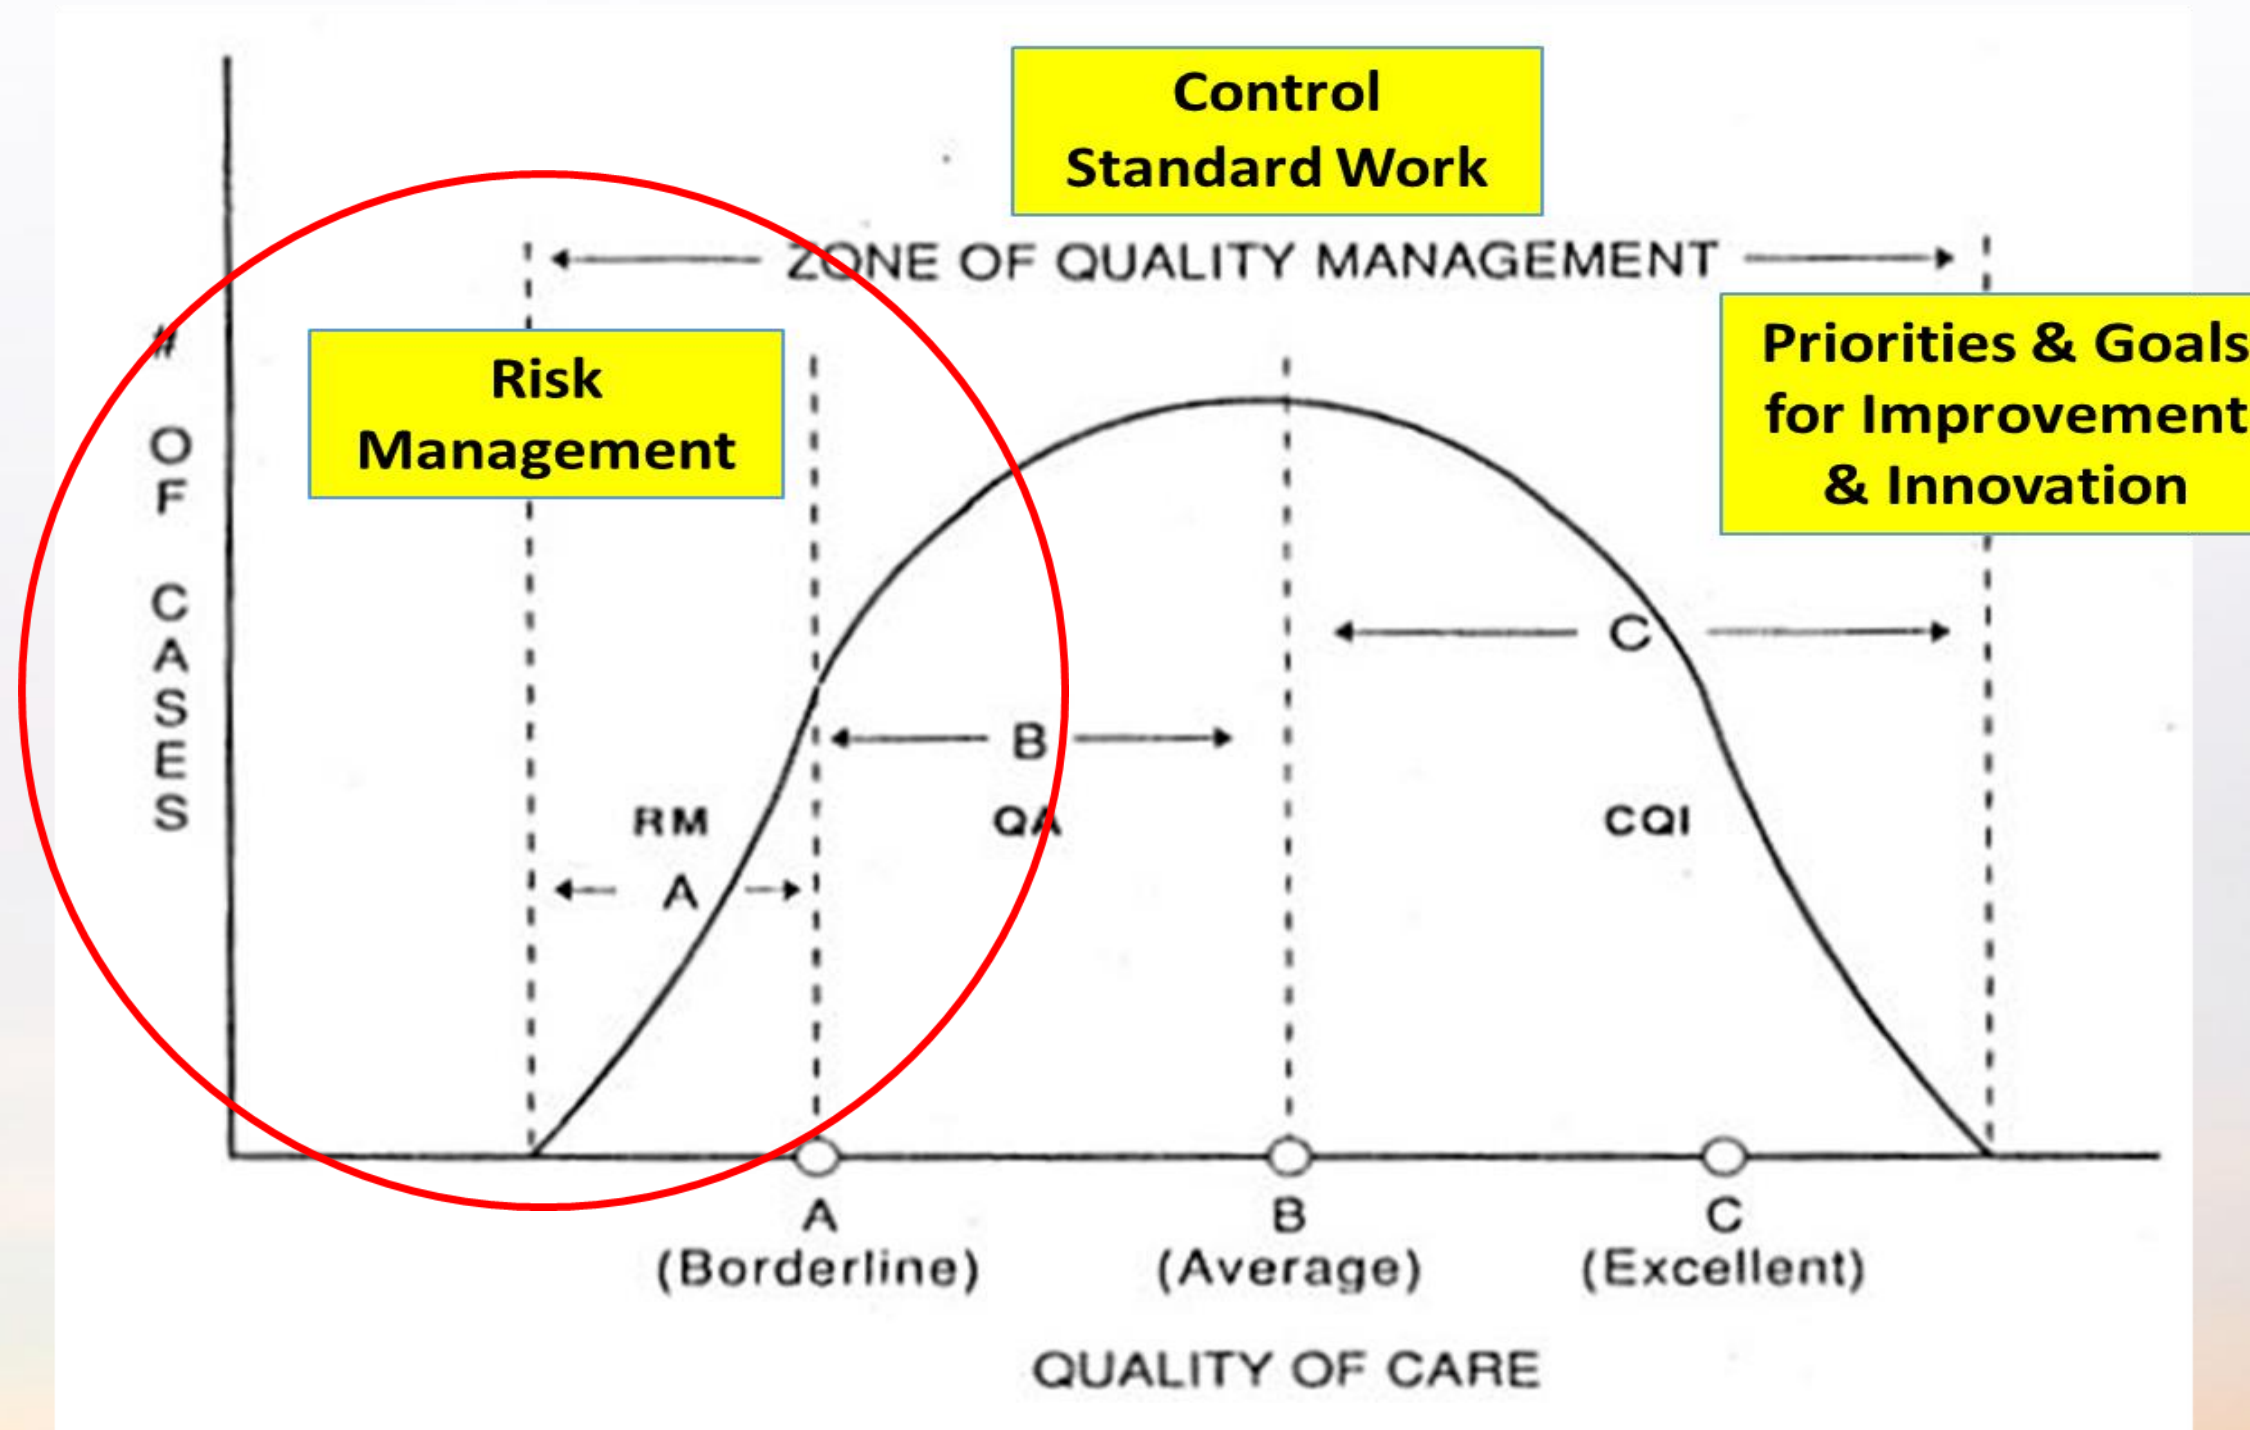 Control
Standard Work
ZONE OF QUALITY MANAGEMENT
Risk
Management
Priorities & Goals
for Improvement
& Innovation
# OF CASES
C
B
RM
QA
CQI
A
A
B
C
(Borderline)
(Average)
(Excellent)
QUALITY OF CARE